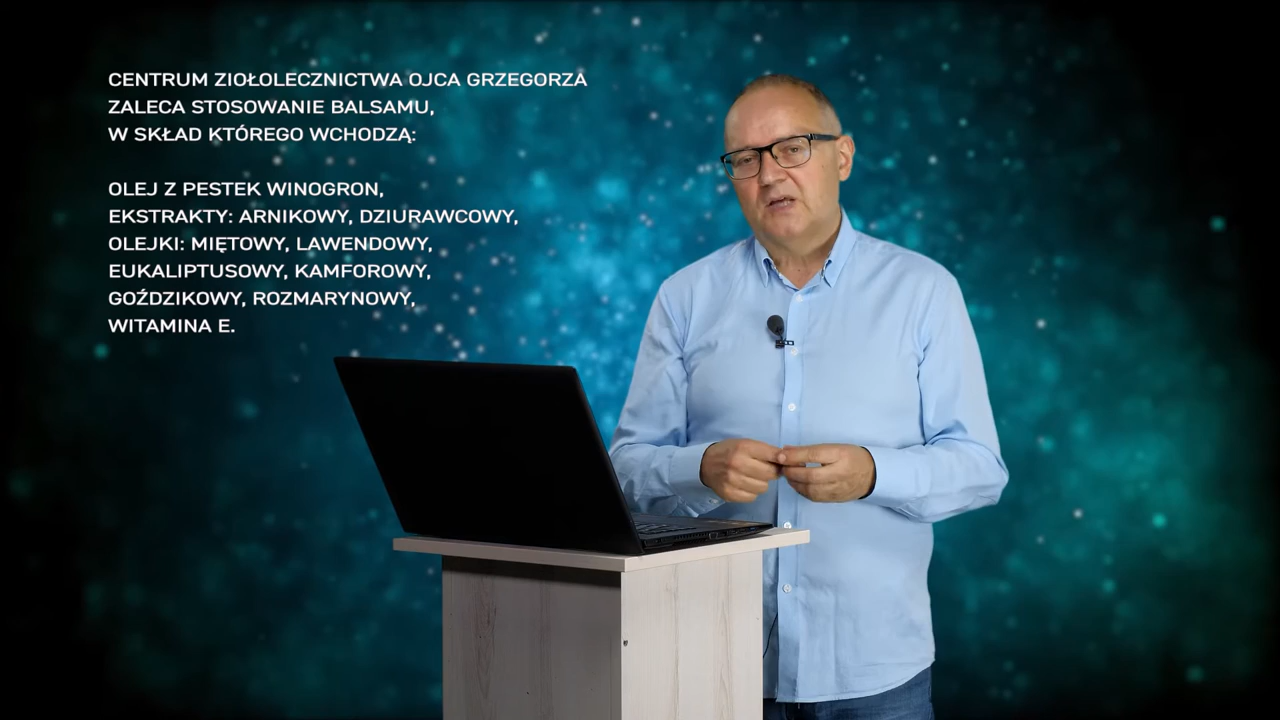 CENTRUM ZIOŁOLECZNICTWA OJCA GRZEGORZA
ZALECA STOSOWANIE BALSAMU,
W SKŁAD KTÓREGO WCHODZĄ:
OLEJ Z PESTEK WINOGRON,
EKSTRAKTY: ARNIKOWY, DZIURAWCOWY,
OLEJKI: MIĘTOWY, LAWENDOWY,
EUKALIPTUSOWY, KAMFOROWY,
GOŹDZIKOWY, ROZMARYNOWY,
WITAMINA E.